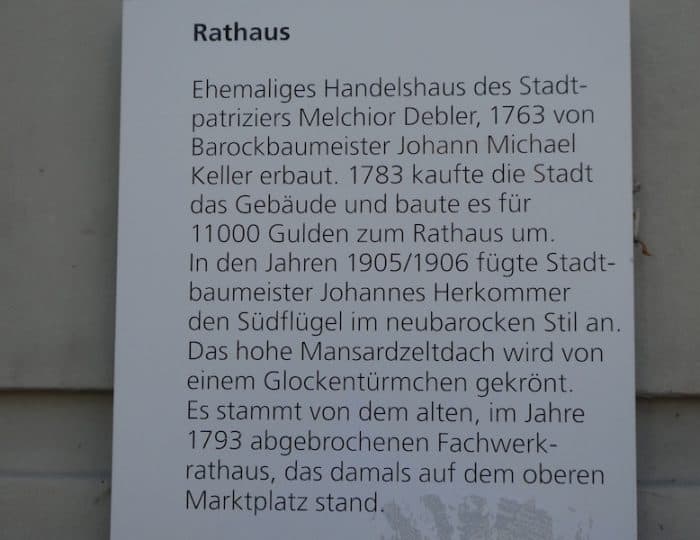 Rathaus
Ehemaliges Handelshaus des Stadt-
patriziers Melchior Debler, 1763 von
Barockbaumeister Johann Michael
Keller erbaut. 1783 kaufte die Stadt
das Gebäude und baute es für
11000 Gulden zum Rathaus um.
In den Jahren 1905/1906 fügte Stadt-
baumeister Johannes Herkommer
den Südflügel im neubarocken Stil an.
Das hohe Mansardzeltdach wird von
einem Glockentürmchen gekrönt.
Es stammt von dem alten, im Jahre
1793 abgebrochenen Fachwerk-
rathaus, das damals auf dem oberen
Marktplatz stand.